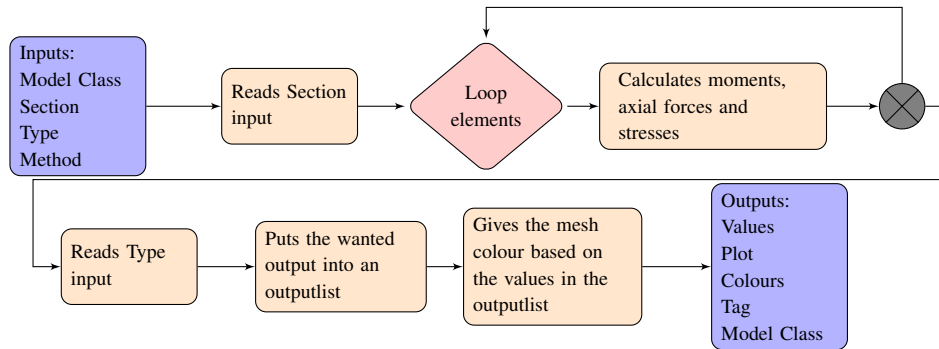 Inputs:
Model Class
Section
Type
Method
Reads Section
input
Loop
elements
Calculates moments,
axial forces and
stresses
Reads Type
input
Puts the wanted
output into an
outputlist
Gives the mesh
colour based on
the values in the
outputlist
Outputs:
Values
Plot
Colours
Tag
Model Class